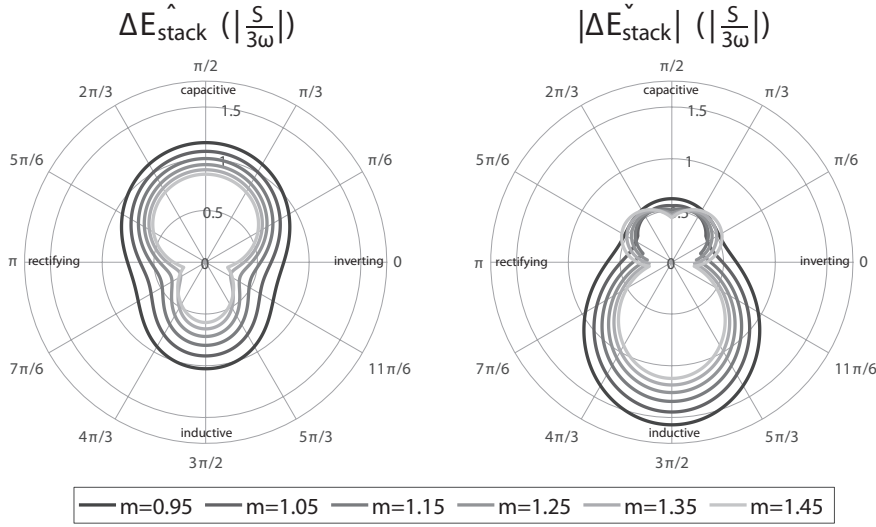 ΔÊstack (|S/3ω|)
|ΔĚstack| (|S/3ω|)
π/2
capacitive
2π/3
π/3
1.5
5π/6
π/6
1
0.5
π
rectifying
0
inverting
0
7π/6
11π/6
4π/3
inductive
5π/3
3π/2
π/2
capacitive
2π/3
π/3
1.5
5π/6
π/6
1
π
rectifying
0
inverting
0
7π/6
11π/6
4π/3
inductive
5π/3
3π/2
m=0.95 m=1.05 m=1.15 m=1.25 m=1.35 m=1.45